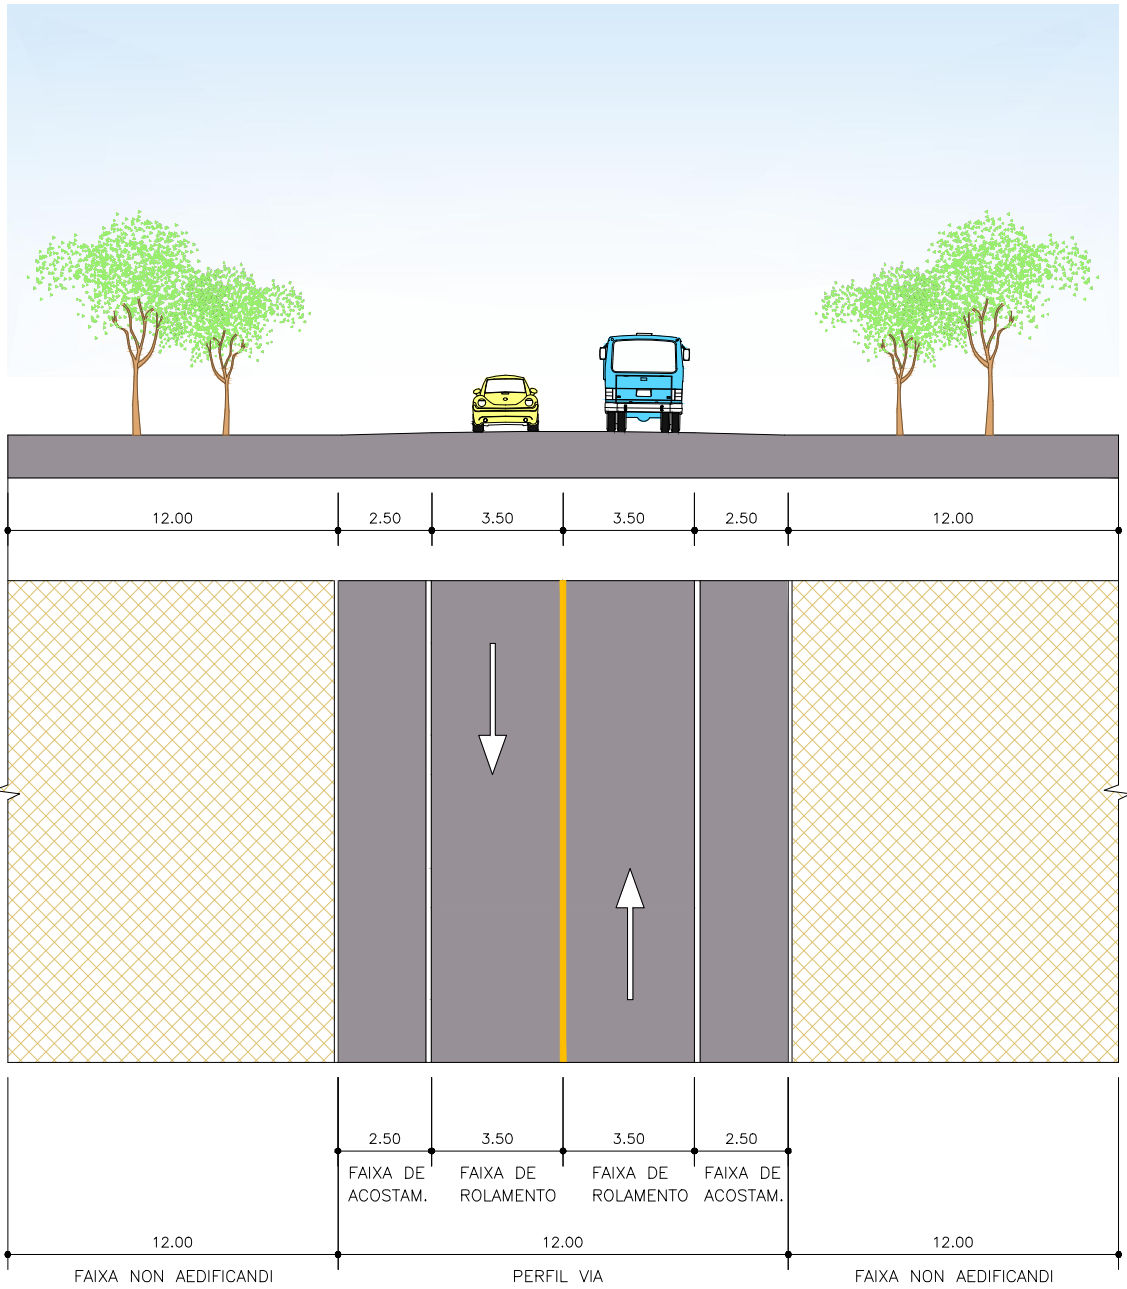 12.00 2.50 3.50 3.50 2.50 12.00
2.50 3.50 3.50 2.50
FAIXA DE FAIXA DE FAIXA DE FAIXA DE
ACOSTAM. ROLAMENTO ROLAMENTO ACOSTAM.
12.00 12.00 12.00
FAIXA NON AEDIFICANDI PERFIL VIA FAIXA NON AEDIFICANDI